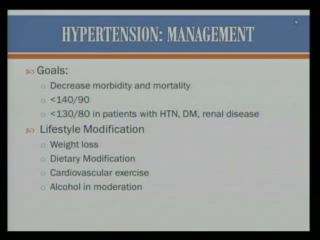 HYPERTENSION: MANAGEMENT
Goals:
Decrease morbidity and mortality
<140/90
<130/80 in patients with HTN, DM, renal disease
Lifestyle Modification
Weight loss
Dietary Modification
Cardiovascular exercise
Alcohol in moderation